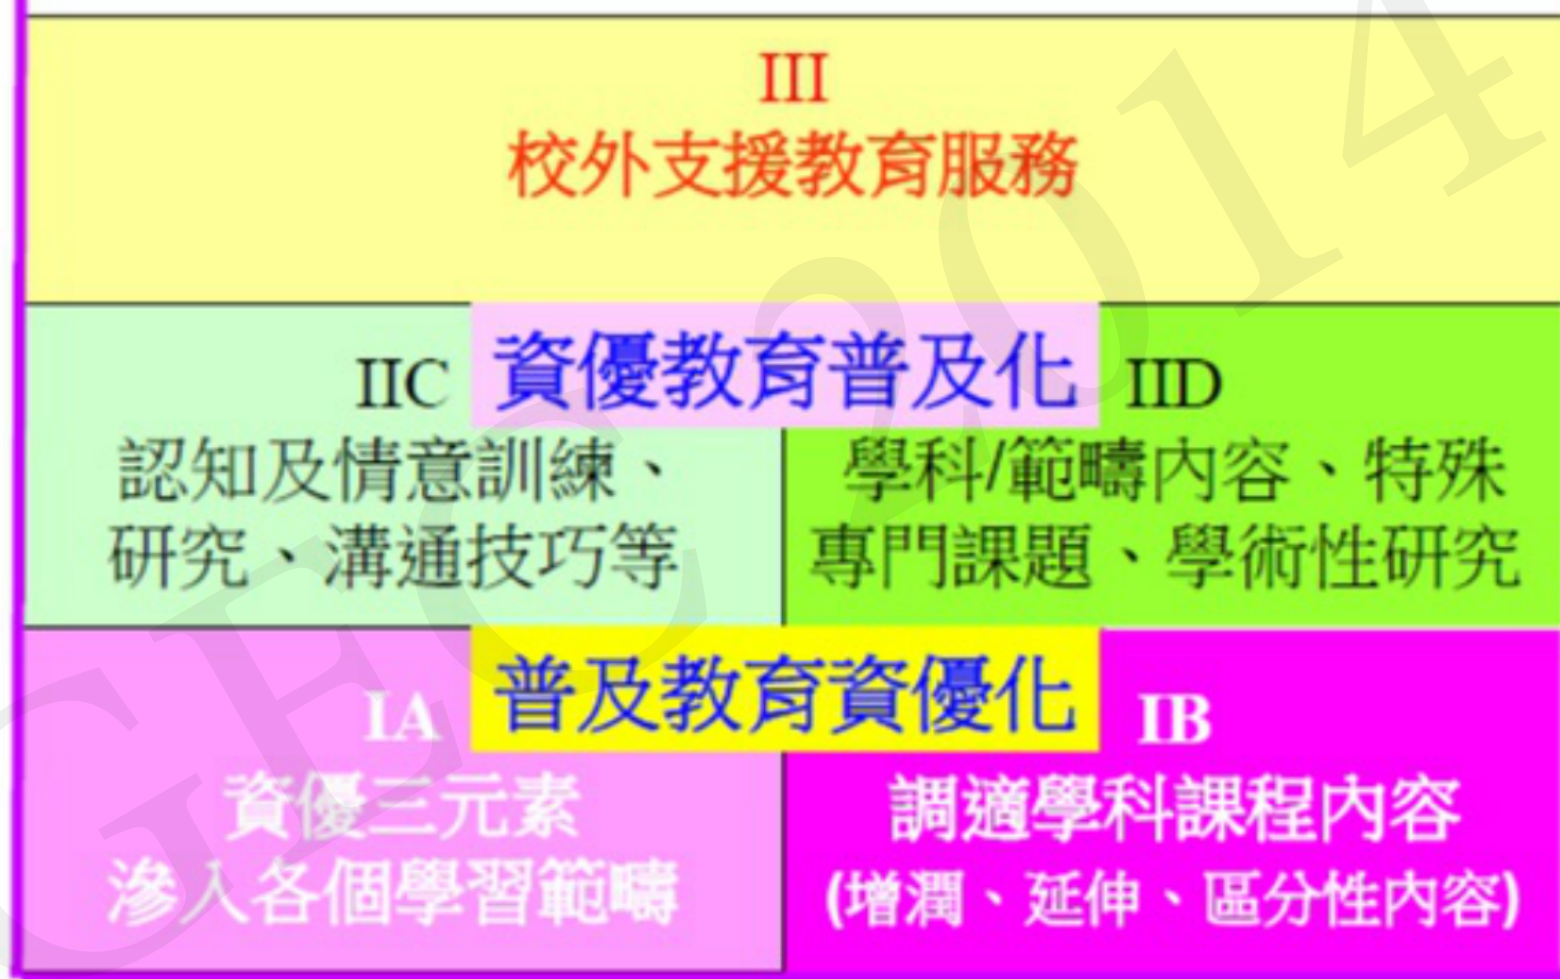 III
校外支援教育服務
資優教育普及化
IIC
認知及情意訓練、
研究、溝通技巧等
IID
學科/範疇內容、特殊
專門課題、學術性研究
普及教育資優化
IA
資優三元素
滲入各個學習範疇
IB
調適學科課程內容
(增潤、延伸、區分性內容)
GEC 2014